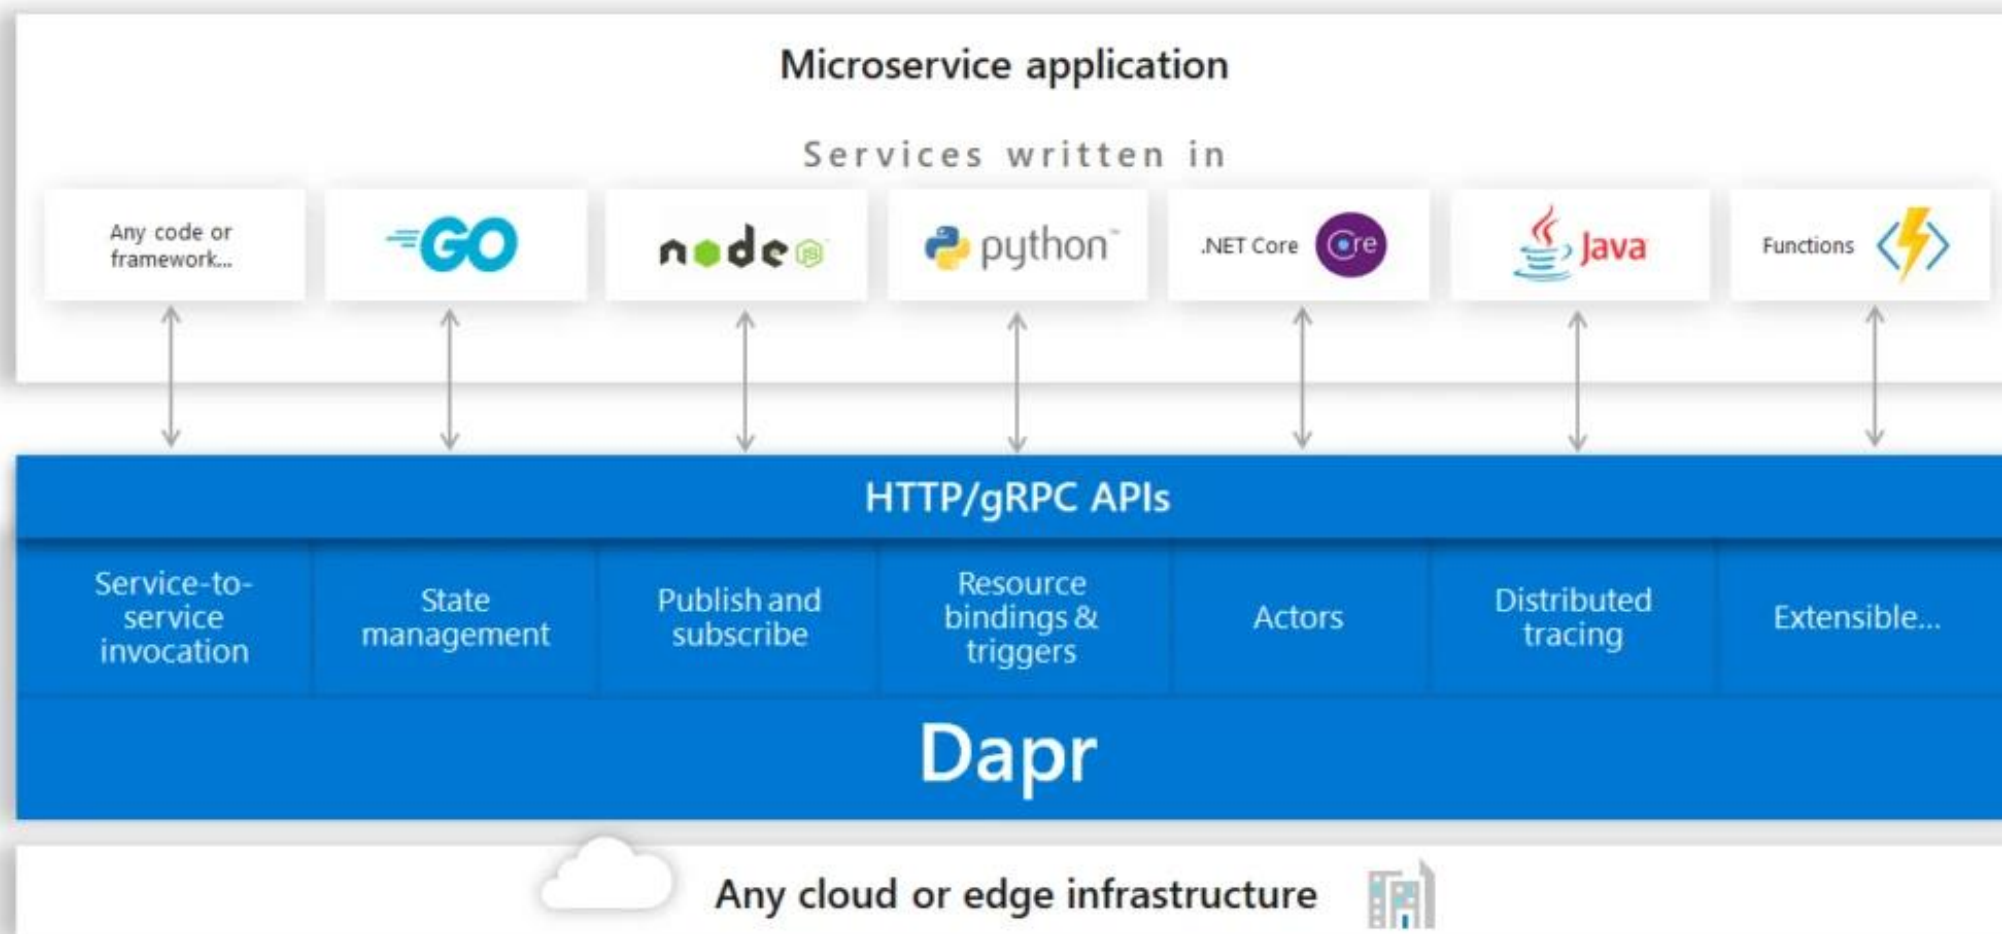 Microservice application
Services written in
Any code or
framework...
GO
node JS
python™
.NET Core Core
Java
Functions
HTTP/gRPC APIs
Service-to-
service
invocation
State
management
Publish and
subscribe
Resource
bindings &
triggers
Actors
Distributed
tracing
Extensible...
Dapr
Any cloud or edge infrastructure